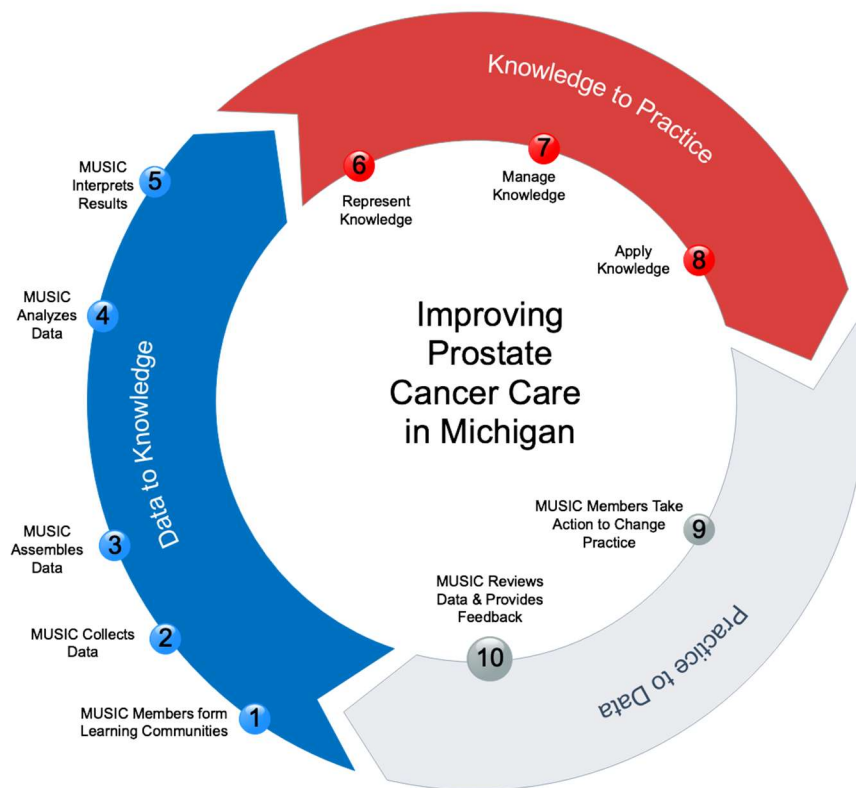 Knowledge to Practice
6
Represent
Knowledge
7
Manage
Knowledge
8
Apply
Knowledge
5
MUSIC
Interprets
Results
4
MUSIC
Analyzes
Data
Data to Knowledge
3
MUSIC
Assembles
Data
2
MUSIC Collects
Data
1
MUSIC Members form
Learning Communities
Improving
Prostate
Cancer Care
in Michigan
9
MUSIC Members Take
Action to Change
Practice
10
MUSIC Reviews
Data & Provides
Feedback
Practice to Data